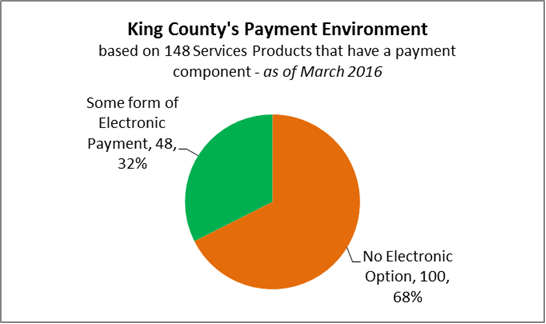 King County's Payment Environment
based on 148 Services Products that have a payment
component - as of March 2016
Some form of
Electronic
Payment, 48,
32%
No Electronic
Option, 100,
68%